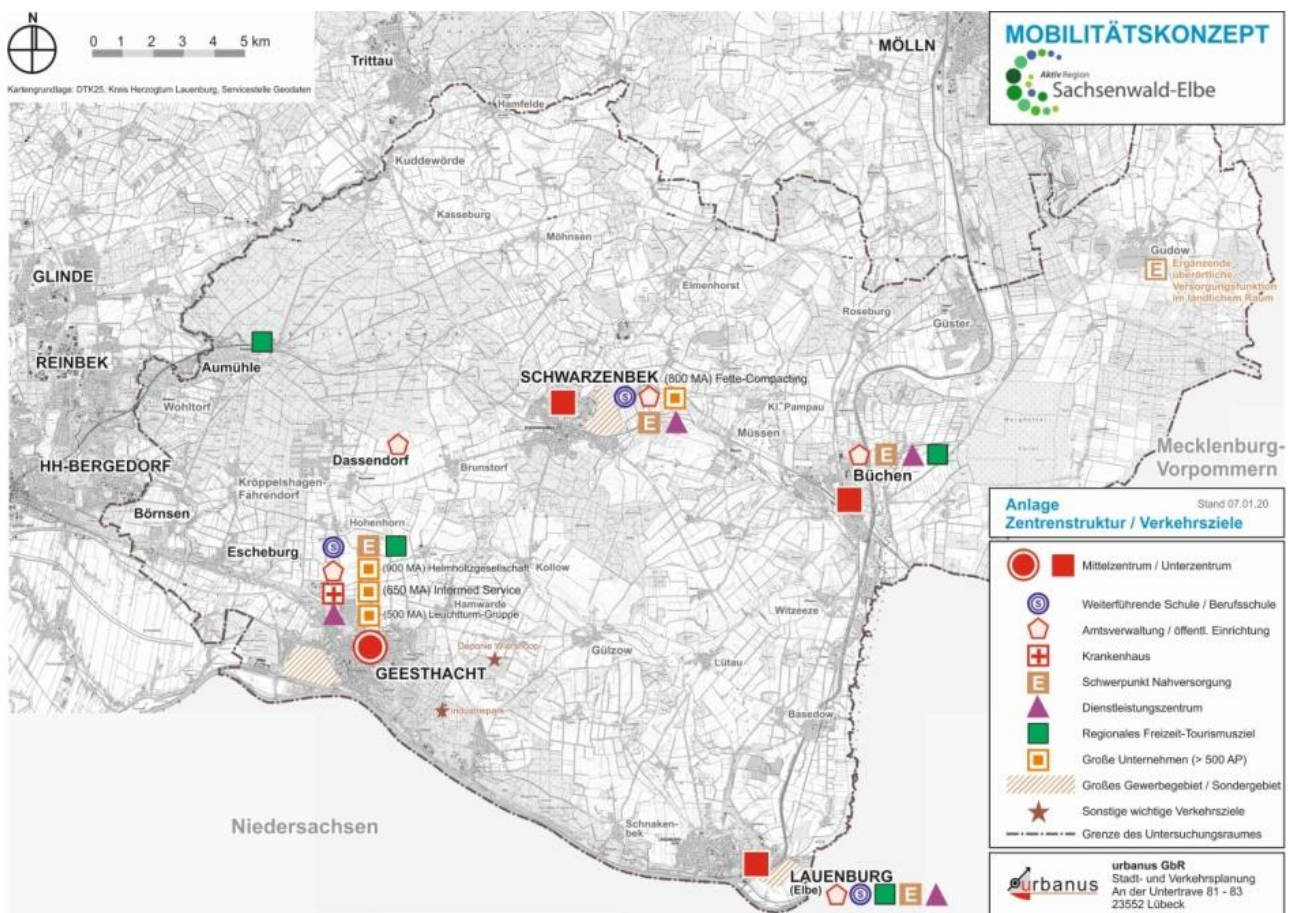 N
0 1 2 3 4 5 km
Kartengrundlage: DTK25, Kreis Herzogtum Lauenburg, Servicestelle Geodaten
MOBILITÄTSKONZEPT
Aktiv Region
Sachsenwald-Elbe
Trittau
MÖLLN
Hamfelde
Kuddewörde
Kasseburg
Möhnsen
GLINDE
Gudow
E Ergänzende
überörtliche
Versorgungsfunktion
im ländlichem Raum
Elmenhorst
Roseburg
Güster
REINBEK
Aumühle
SCHWARZENBEK (800 MA) Fette-Compacting
S
E
Wohltorf
Kl. Pampau
Müssen
Mecklenburg-
Vorpommern
HH-BERGEDORF
Dassendorf
Brunstorf
E
Büchen
Kröppelshagen-
Fahrendorf
Börnsen
Hohenhorn
Escheburg
S E
(900 MA) Helmholtzgesellschaft Kollow
(650 MA) Intermed Service
Hamwarde
(500 MA) Leuchtturm-Gruppe
Witzeeze
Deponie Wiershoop
Gülzow
Lütau
GEESTHACHT
Industriepark
Basedow
Niedersachsen
Schnaken-
bek
LAUENBURG
(Elbe)
S E
Anlage Stand 07.01.20
Zentrenstruktur / Verkehrsziele
Mittelzentrum / Unterzentrum
S Weiterführende Schule / Berufsschule
Amtsverwaltung / öffentl. Einrichtung
Krankenhaus
E Schwerpunkt Nahversorgung
Dienstleistungszentrum
Regionales Freizeit-Tourismusziel
Große Unternehmen (> 500 AP)
Großes Gewerbegebiet / Sondergebiet
Sonstige wichtige Verkehrsziele
Grenze des Untersuchungsraumes
urbanus
urbanus GbR
Stadt- und Verkehrsplanung
An der Untertrave 81 - 83
23552 Lübeck